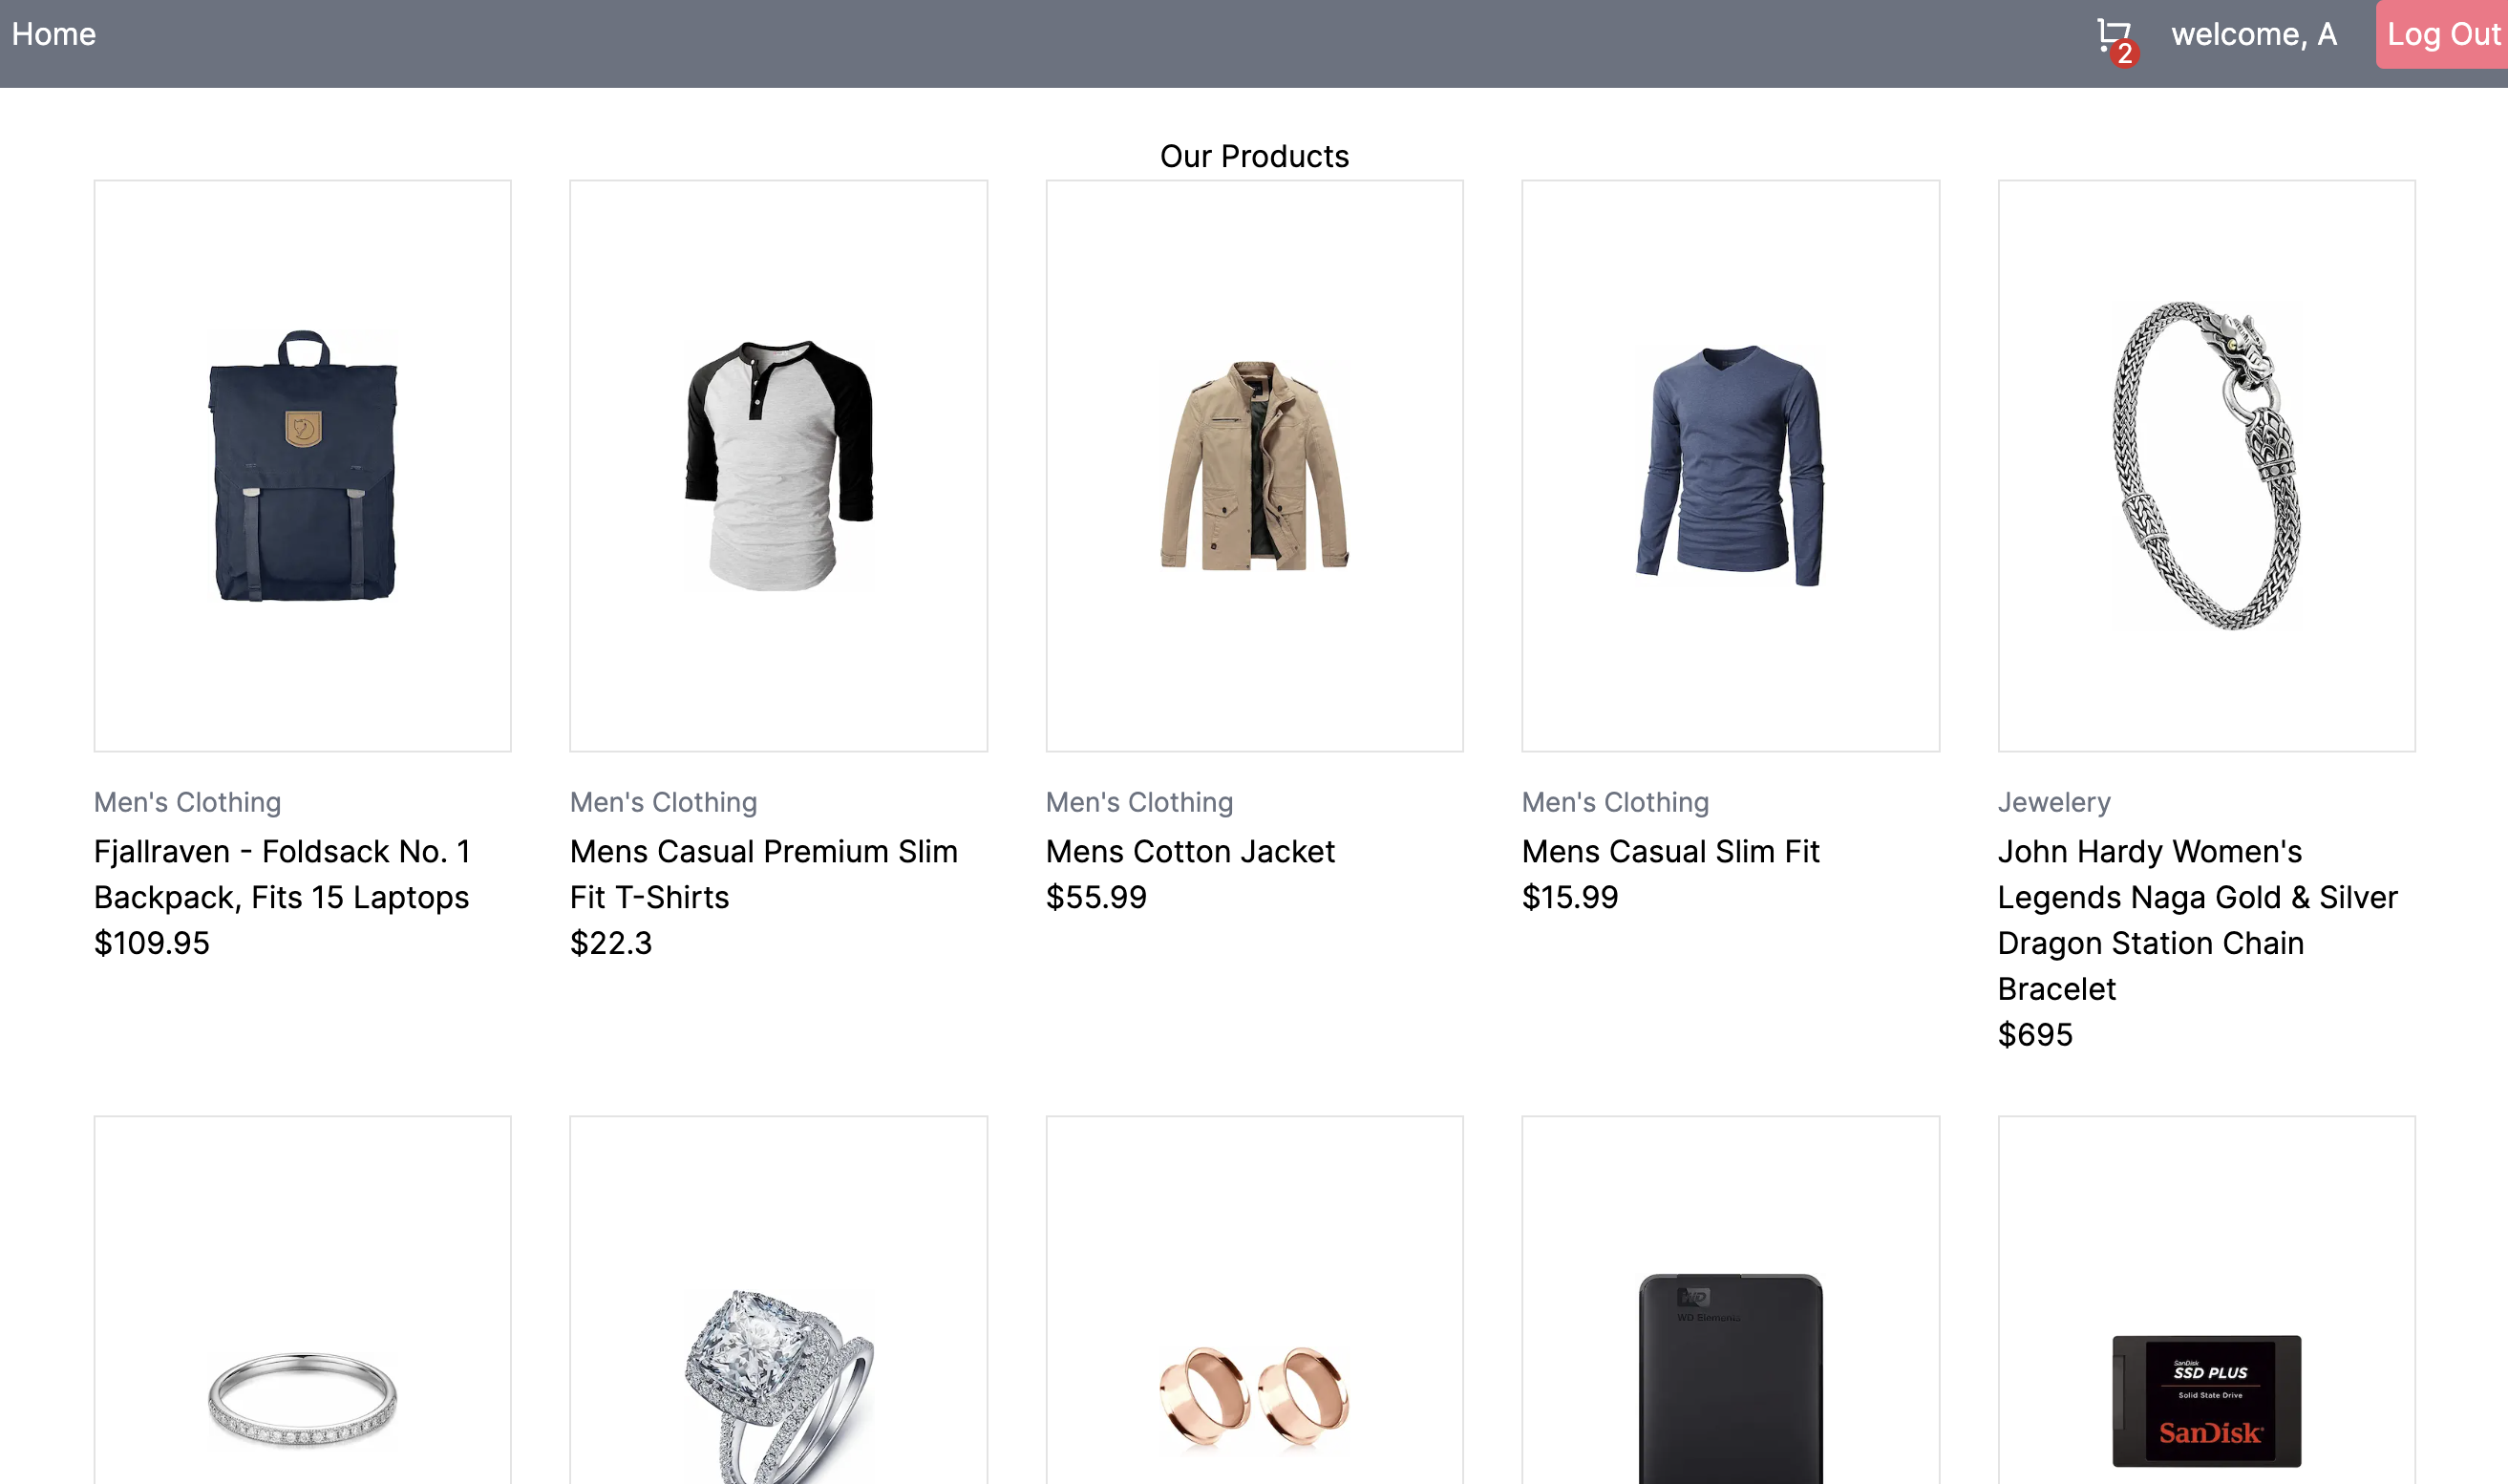 Home
2
welcome, A
Log Out
Our Products
Men's Clothing
Fjallraven - Foldsack No. 1
Backpack, Fits 15 Laptops
$109.95
Men's Clothing
Mens Casual Premium Slim
Fit T-Shirts
$22.3
Men's Clothing
Mens Cotton Jacket
$55.99
Men's Clothing
Mens Casual Slim Fit
$15.99
Jewelery
John Hardy Women's
Legends Naga Gold & Silver
Dragon Station Chain
Bracelet
$695
WD
WD Elements
SanDisk
SSD PLUS
Solid State Drive
SanDisk